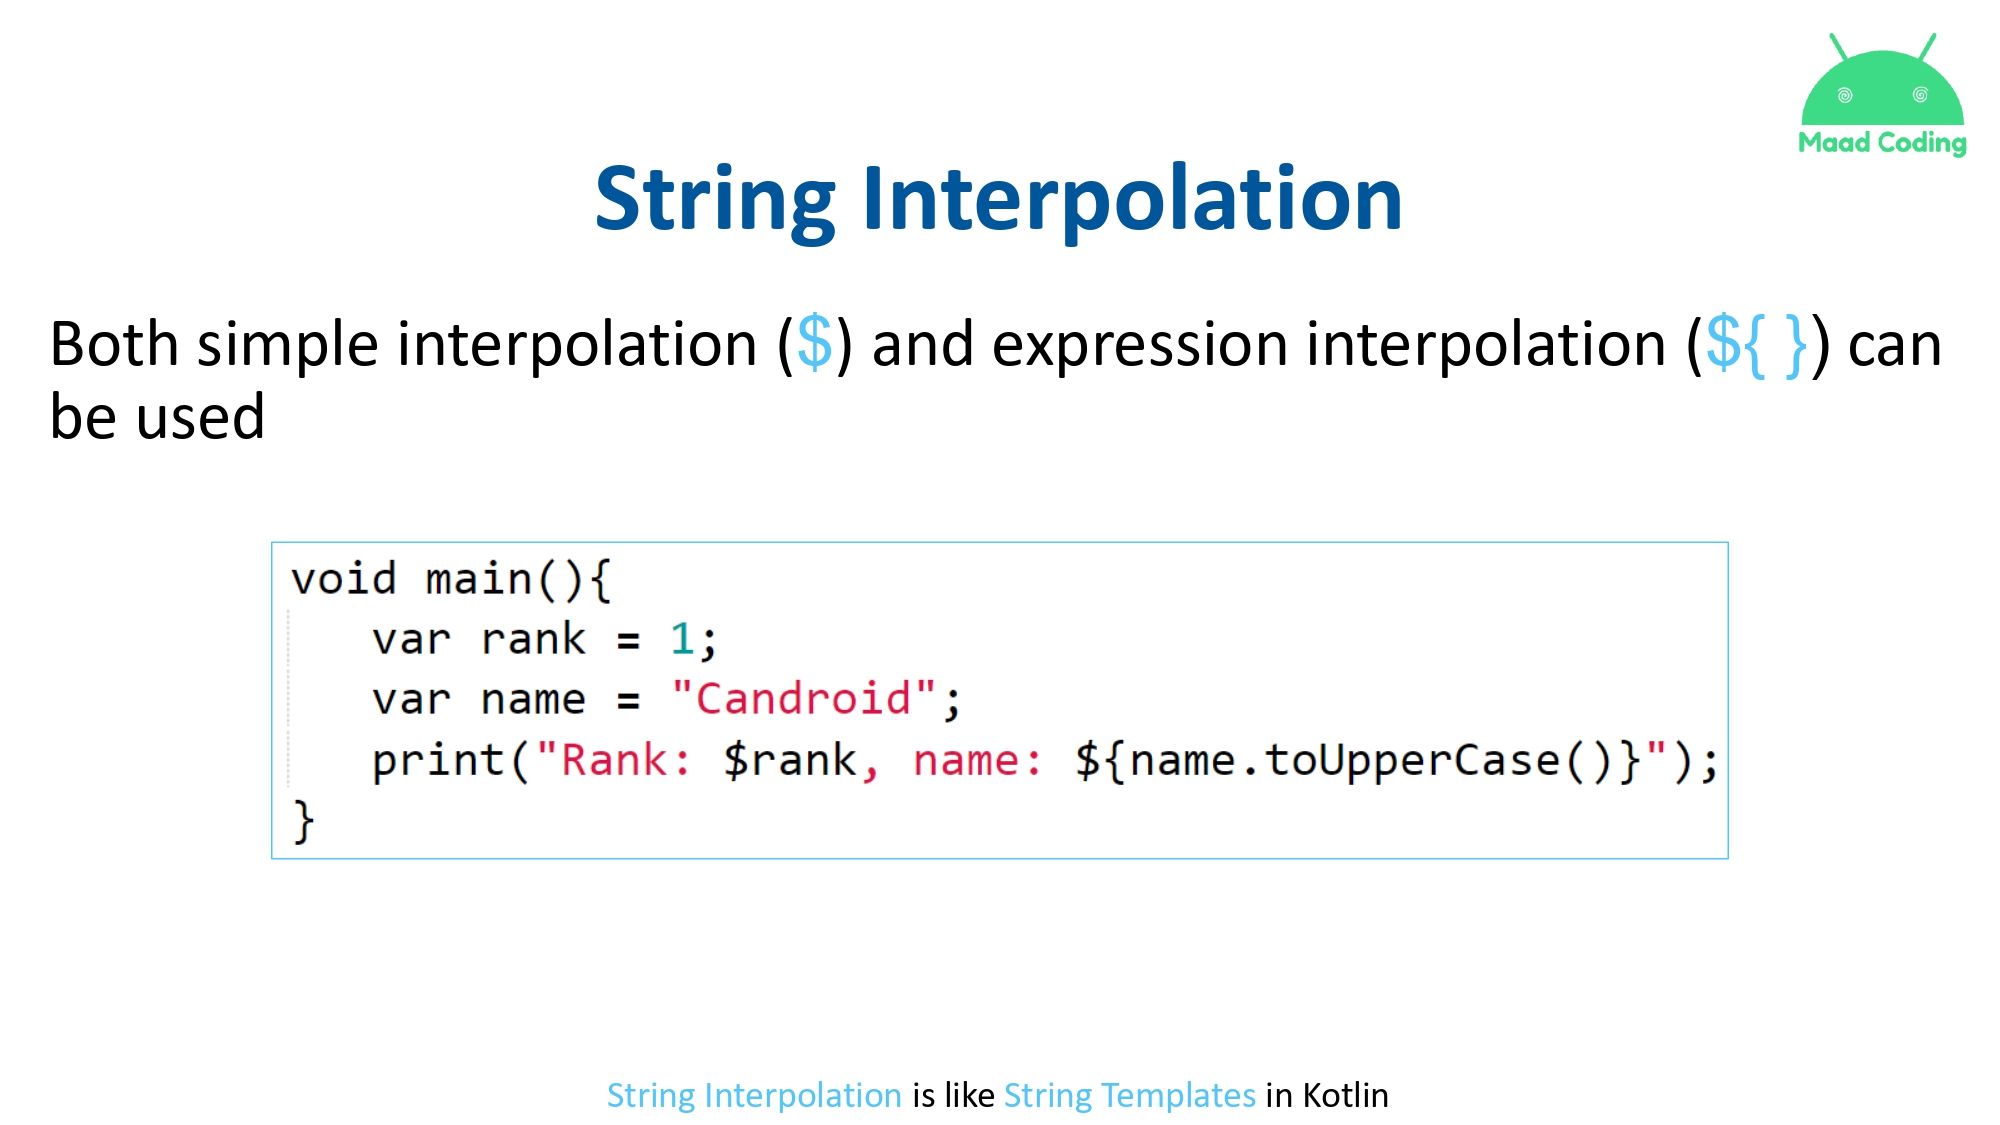 Maad Coding
String Interpolation
Both simple interpolation ($) and expression interpolation (${ }) can
be used
void main(){
   var rank = 1;
   var name = "Candroid";
   print("Rank: $rank, name: ${name.toUpperCase()}");
}
String Interpolation is like String Templates in Kotlin